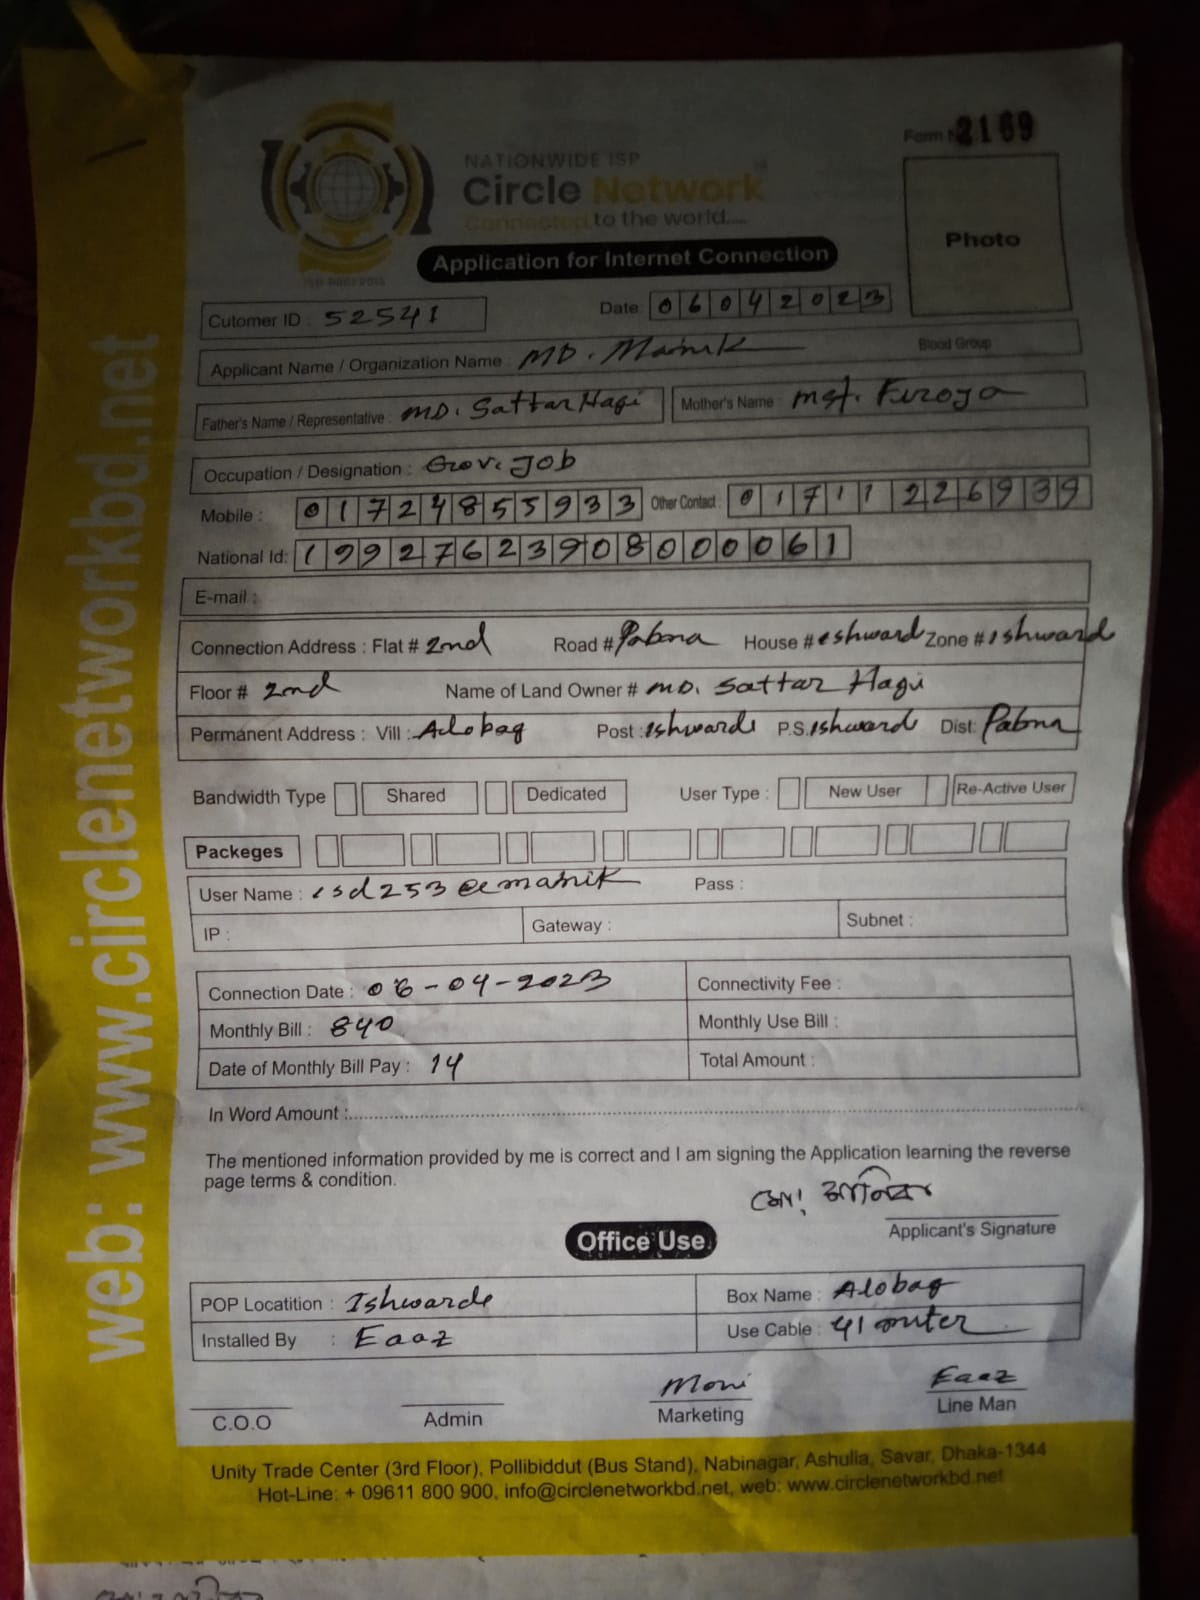 Form N 2169
NATIONWIDE ISP
Circle Network
Connected to the world....
Photo
Application for Internet Connection
Cutomer ID : 52541 Date: 06042023
Applicant Name / Organization Name : MD. Manik Blood Group
Father's Name / Representative : MD. Sattar Hagi Mother's Name : Mst. Firoja
Occupation / Designation : Gov. Job
Mobile : 01724855933 Other Contact : 01711226939
National Id: 19927623908000061
E-mail :
Connection Address : Flat # 2nd Road # Pabna House # eshward Zone # Ishward
Floor # 2nd Name of Land Owner # MD. Sattar Hagi
Permanent Address : Vill : Alobag Post : Ishwardi P.S. Ishward Dist: Pabna
Bandwidth Type Shared Dedicated User Type : New User Re-Active User
Packeges
User Name : isd253@cmanik Pass :
IP : Gateway : Subnet :
Connection Date : 06-04-2023 Connectivity Fee :
Monthly Bill : 840 Monthly Use Bill :
Date of Monthly Bill Pay : 14 Total Amount :
In Word Amount :
The mentioned information provided by me is correct and I am signing the Application learning the reverse
page terms & condition.
মোঃ মানিক
Applicant's Signature
Office Use
POP Locatition : Ishwarde Box Name : Alobag
Installed By : Eaaz Use Cable : 41 miter
Moni Eaaz
C.O.O Admin Marketing Line Man
Unity Trade Center (3rd Floor), Pollibiddut (Bus Stand), Nabinagar, Ashulia, Savar, Dhaka-1344
Hot-Line: + 09611 800 900, info@circlenetworkbd.net, web: www.circlenetworkbd.net
web: www.circlenetworkbd.net